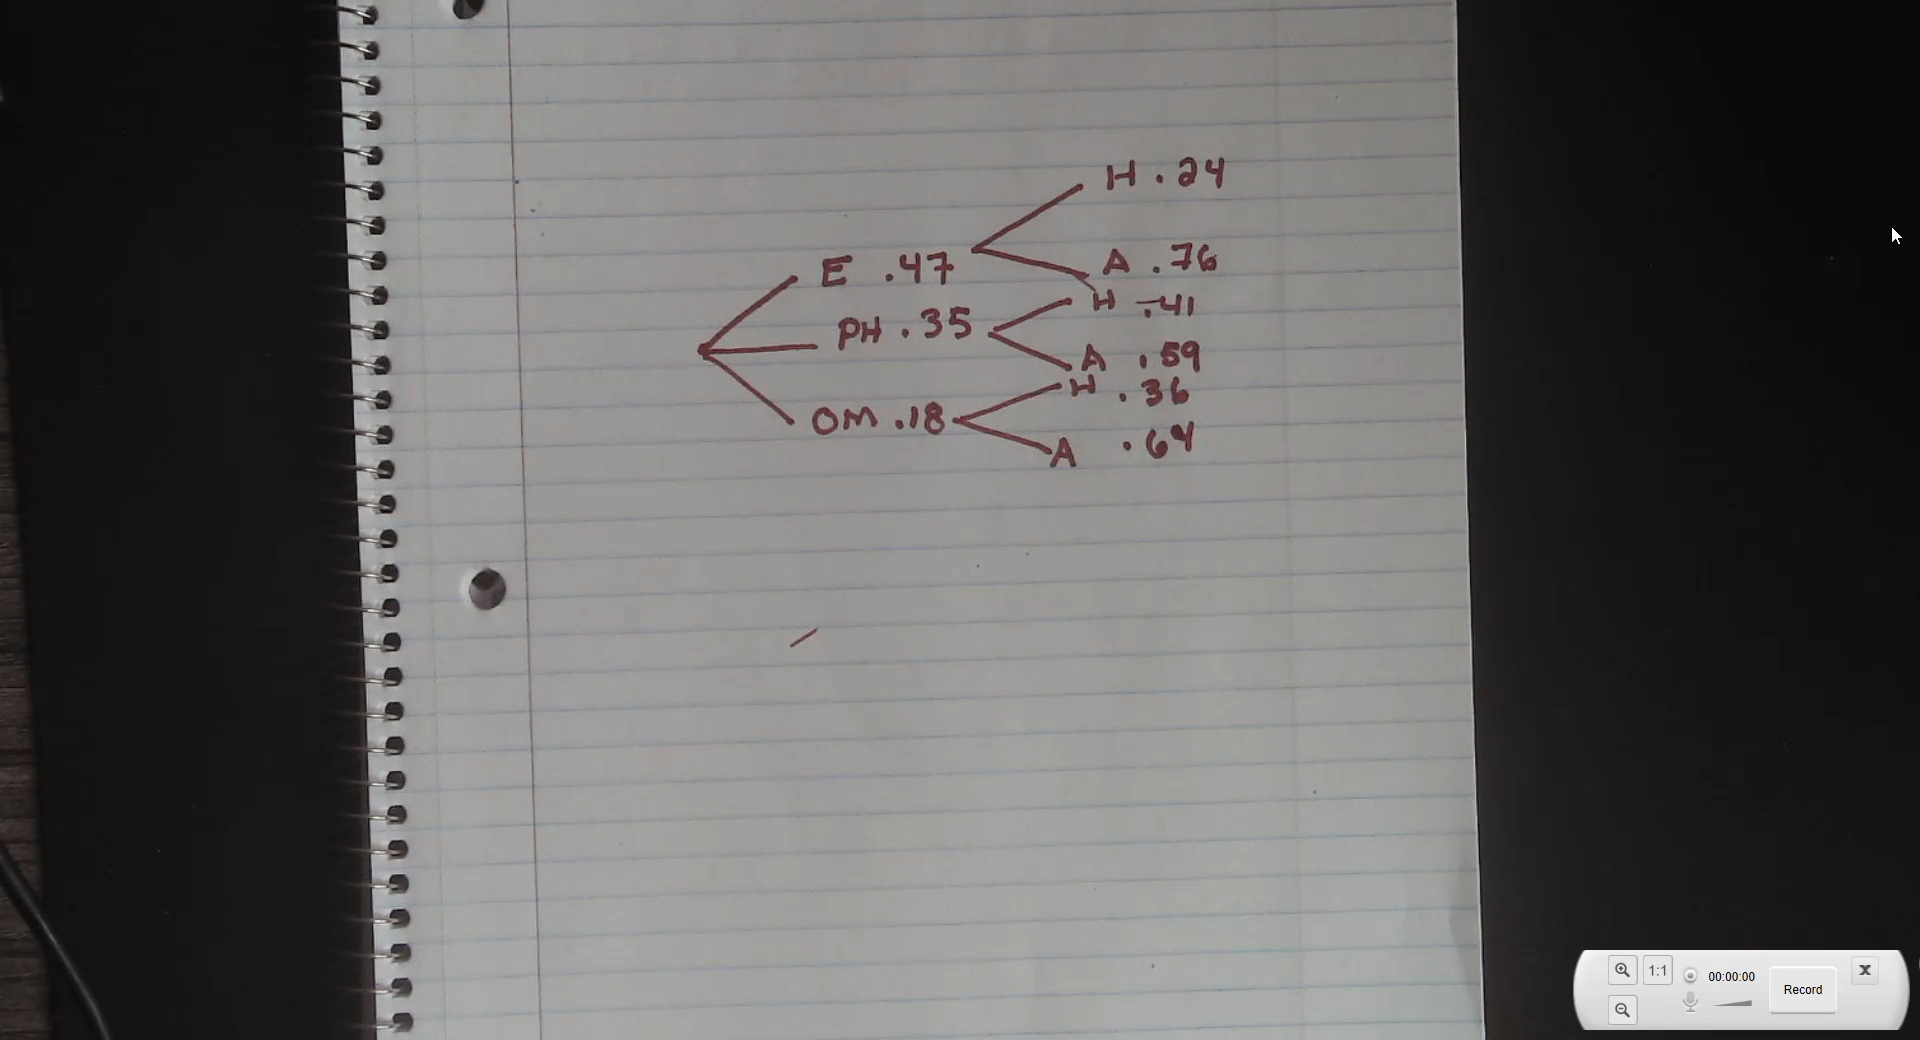 H .24
E .47
A .76
H .41
PH .35
A .59
H .36
OM .18
A .64
1:1
00:00:00
Record
x